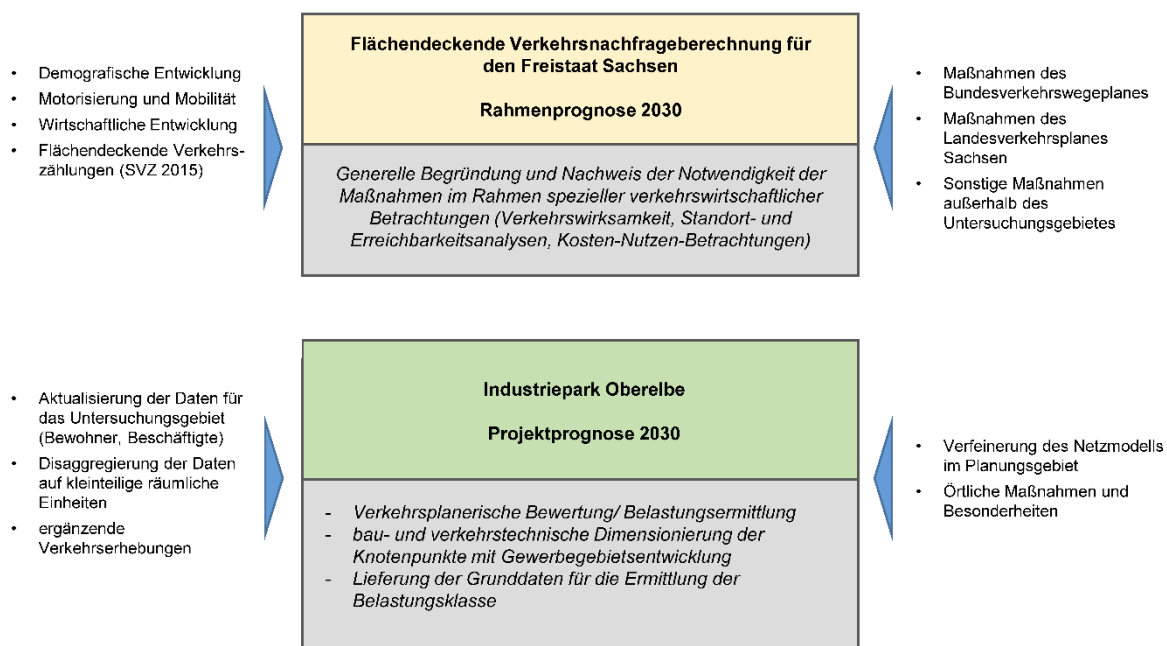 Flächendeckende Verkehrsnachfrageberechnung für
den Freistaat Sachsen
Rahmenprognose 2030
• Demografische Entwicklung
• Motorisierung und Mobilität
• Wirtschaftliche Entwicklung
• Flächendeckende Verkehrs-
zählungen (SVZ 2015)
Generelle Begründung und Nachweis der Notwendigkeit der
Maßnahmen im Rahmen spezieller verkehrswirtschaftlicher
Betrachtungen (Verkehrswirksamkeit, Standort- und
Erreichbarkeitsanalysen, Kosten-Nutzen-Betrachtungen)
• Maßnahmen des
Bundesverkehrswegeplanes
• Maßnahmen des
Landesverkehrsplanes
Sachsen
• Sonstige Maßnahmen
außerhalb des
Untersuchungsgebietes
Industriepark Oberelbe
Projektprognose 2030
• Aktualisierung der Daten für
das Untersuchungsgebiet
(Bewohner, Beschäftigte)
• Disaggregierung der Daten
auf kleinteilige räumliche
Einheiten
• ergänzende
Verkehrserhebungen
- Verkehrsplanerische Bewertung/ Belastungsermittlung
- bau- und verkehrstechnische Dimensionierung der
Knotenpunkte mit Gewerbegebietsentwicklung
- Lieferung der Grunddaten für die Ermittlung der
Belastungsklasse
• Verfeinerung des Netzmodells
im Planungsgebiet
• Örtliche Maßnahmen und
Besonderheiten